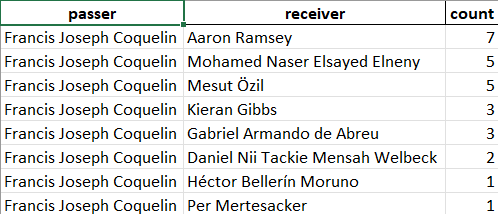 passer receiver count
Francis Joseph Coquelin Aaron Ramsey 7
Francis Joseph Coquelin Mohamed Naser Elsayed Elneny 5
Francis Joseph Coquelin Mesut Özil 5
Francis Joseph Coquelin Kieran Gibbs 3
Francis Joseph Coquelin Gabriel Armando de Abreu 3
Francis Joseph Coquelin Daniel Nii Tackie Mensah Welbeck 2
Francis Joseph Coquelin Héctor Bellerín Moruno 1
Francis Joseph Coquelin Per Mertesacker 1